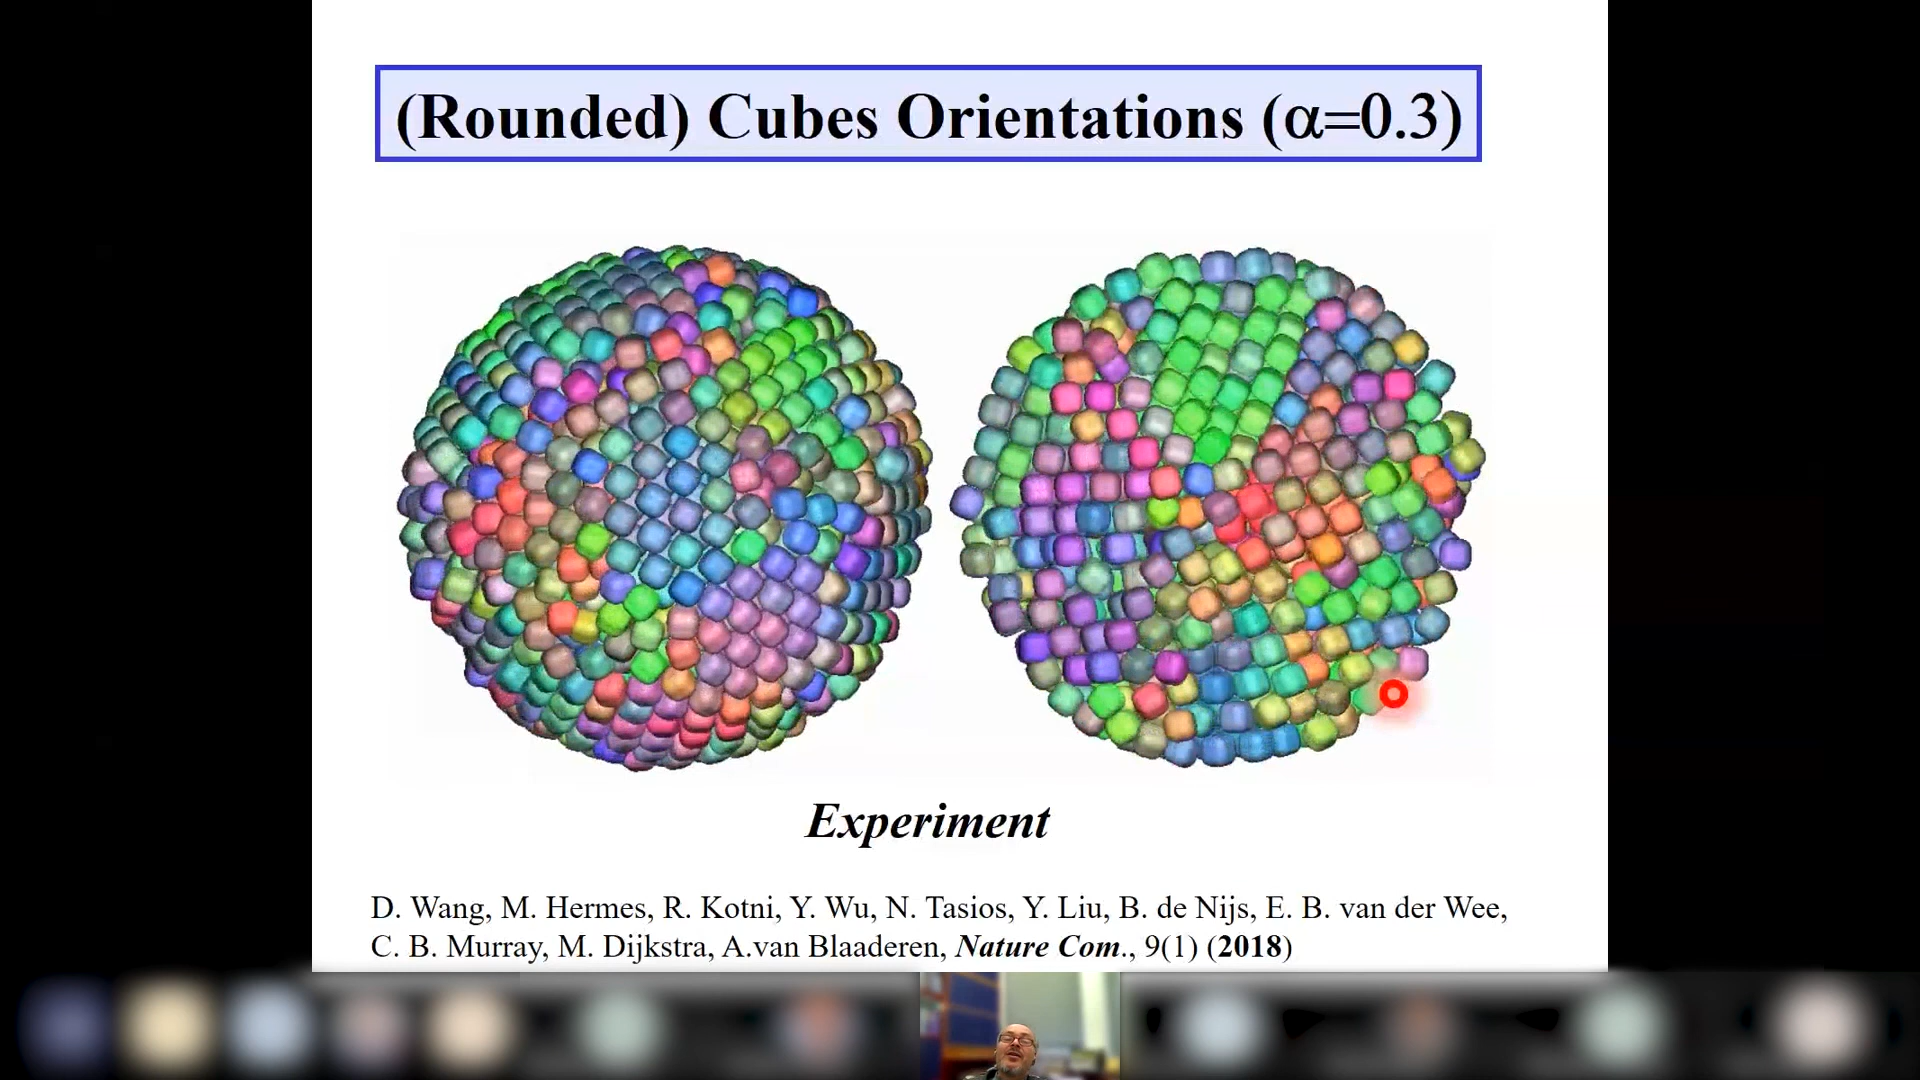 (Rounded) Cubes Orientations (α=0.3)
Experiment
D. Wang, M. Hermes, R. Kotni, Y. Wu, N. Tasios, Y. Liu, B. de Nijs, E. B. van der Wee,
C. B. Murray, M. Dijkstra, A.van Blaaderen, Nature Com., 9(1) (2018)